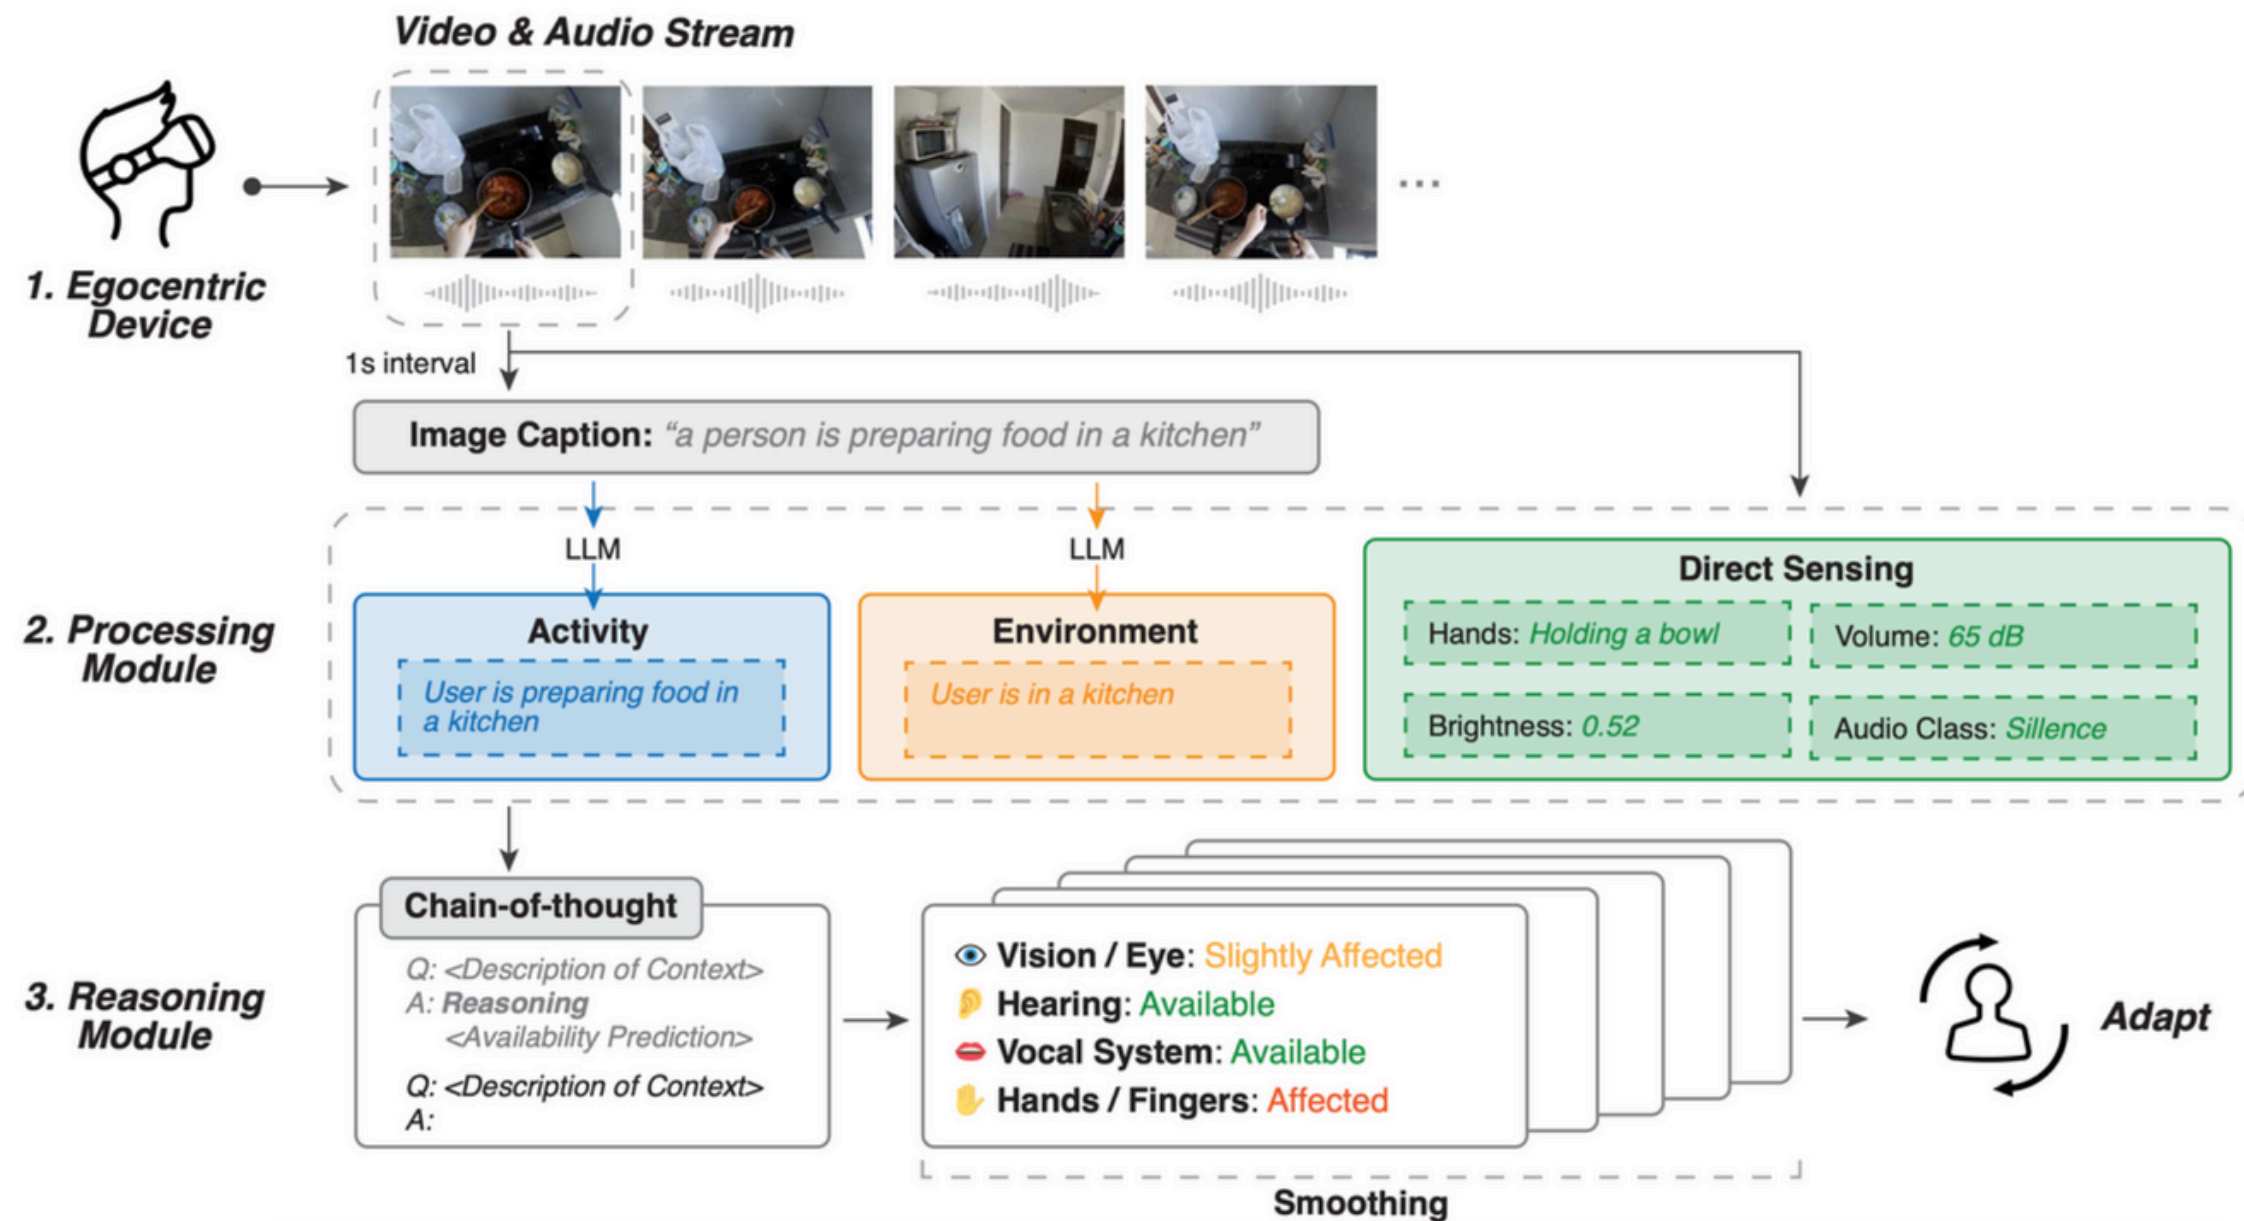 Video & Audio Stream
1. Egocentric
Device
...
1s interval
Image Caption: “a person is preparing food in a kitchen”
LLM
LLM
2. Processing
Module
Activity
User is preparing food in
a kitchen
Environment
User is in a kitchen
Direct Sensing
Hands: Holding a bowl
Volume: 65 dB
Brightness: 0.52
Audio Class: Sillence
3. Reasoning
Module
Chain-of-thought
Q: <Description of Context>
A: Reasoning
<Availability Prediction>
Q: <Description of Context>
A:
Vision / Eye: Slightly Affected
Hearing: Available
Vocal System: Available
Hands / Fingers: Affected
Smoothing
Adapt